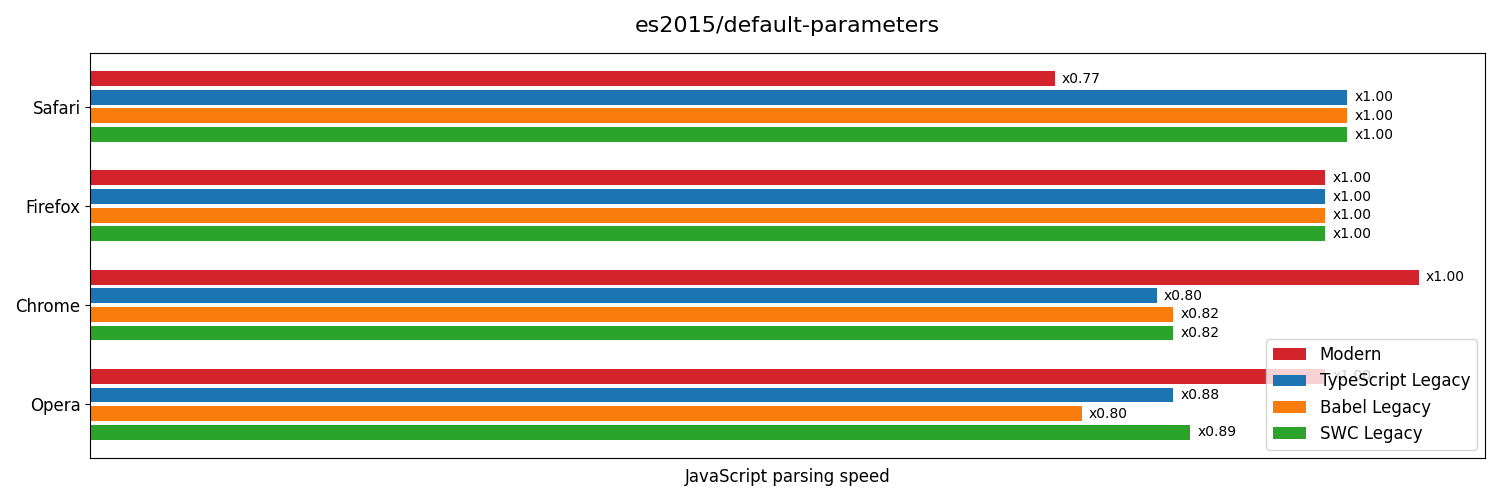 es2015/default-parameters
Safari
x0.77
x1.00
x1.00
x1.00
Firefox
x1.00
x1.00
x1.00
x1.00
Chrome
x1.00
x0.80
x0.82
x0.82
Opera
x1.00
x0.88
x0.80
x0.89
Modern
TypeScript Legacy
Babel Legacy
SWC Legacy
JavaScript parsing speed